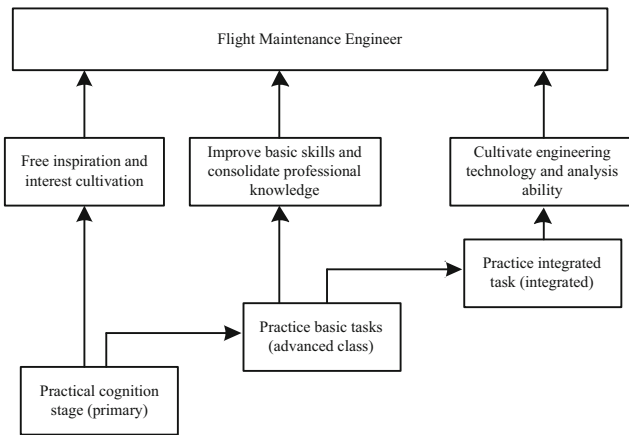 Flight Maintenance Engineer
Free inspiration and
interest cultivation
Improve basic skills and
consolidate professional
knowledge
Cultivate engineering
technology and analysis
ability
Practice integrated
task (integrated)
Practice basic tasks
(advanced class)
Practical cognition
stage (primary)